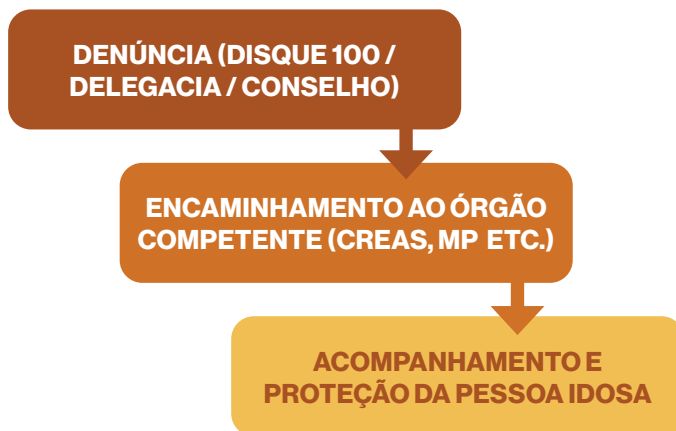 DENÚNCIA (DISQUE 100 /
DELEGACIA / CONSELHO)
ENCAMINHAMENTO AO ÓRGÃO
COMPETENTE (CREAS, MP ETC.)
ACOMPANHAMENTO E
PROTEÇÃO DA PESSOA IDOSA